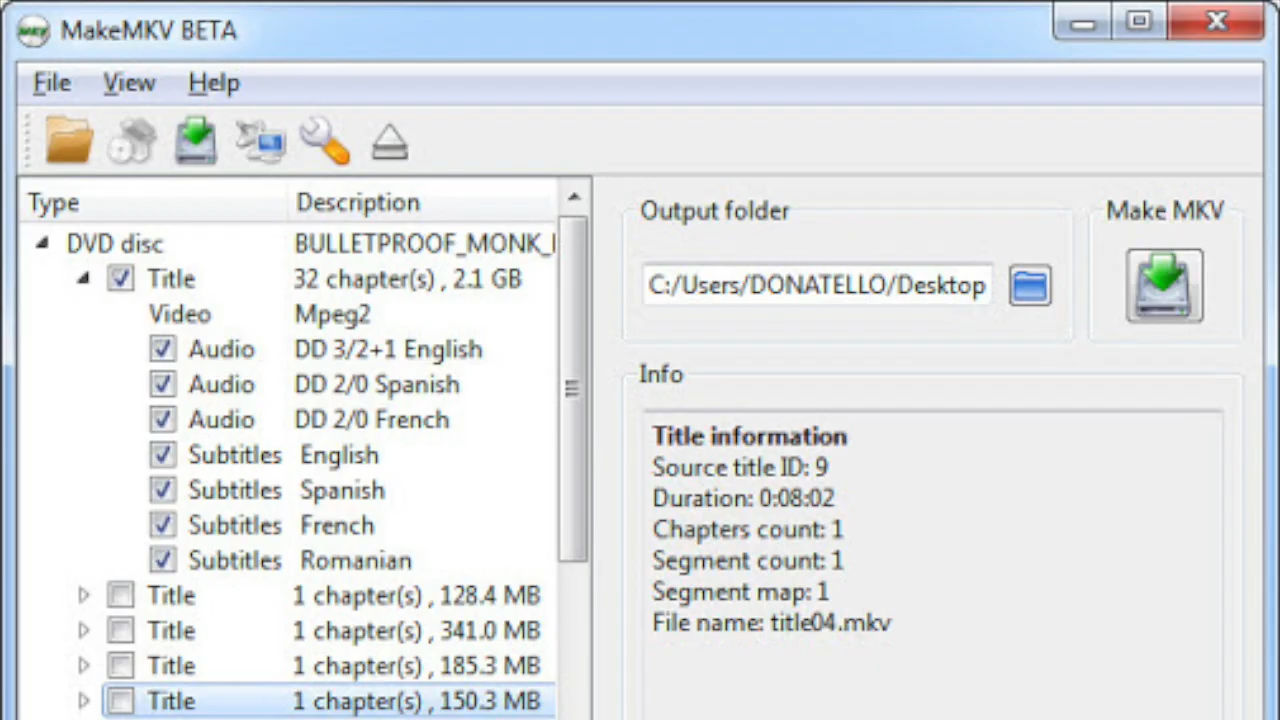 MakeMKV BETA
File View Help
Type Description
DVD disc BULLETPROOF_MONK_
Title 32 chapter(s) , 2.1 GB
Video Mpeg2
Audio DD 3/2+1 English
Audio DD 2/0 Spanish
Audio DD 2/0 French
Subtitles English
Subtitles Spanish
Subtitles French
Subtitles Romanian
Title 1 chapter(s) , 128.4 MB
Title 1 chapter(s) , 341.0 MB
Title 1 chapter(s) , 185.3 MB
Title 1 chapter(s) , 150.3 MB
Output folder
C:/Users/DONATELLO/Desktop
Make MKV
Info
Title information
Source title ID: 9
Duration: 0:08:02
Chapters count: 1
Segment count: 1
Segment map: 1
File name: title04.mkv